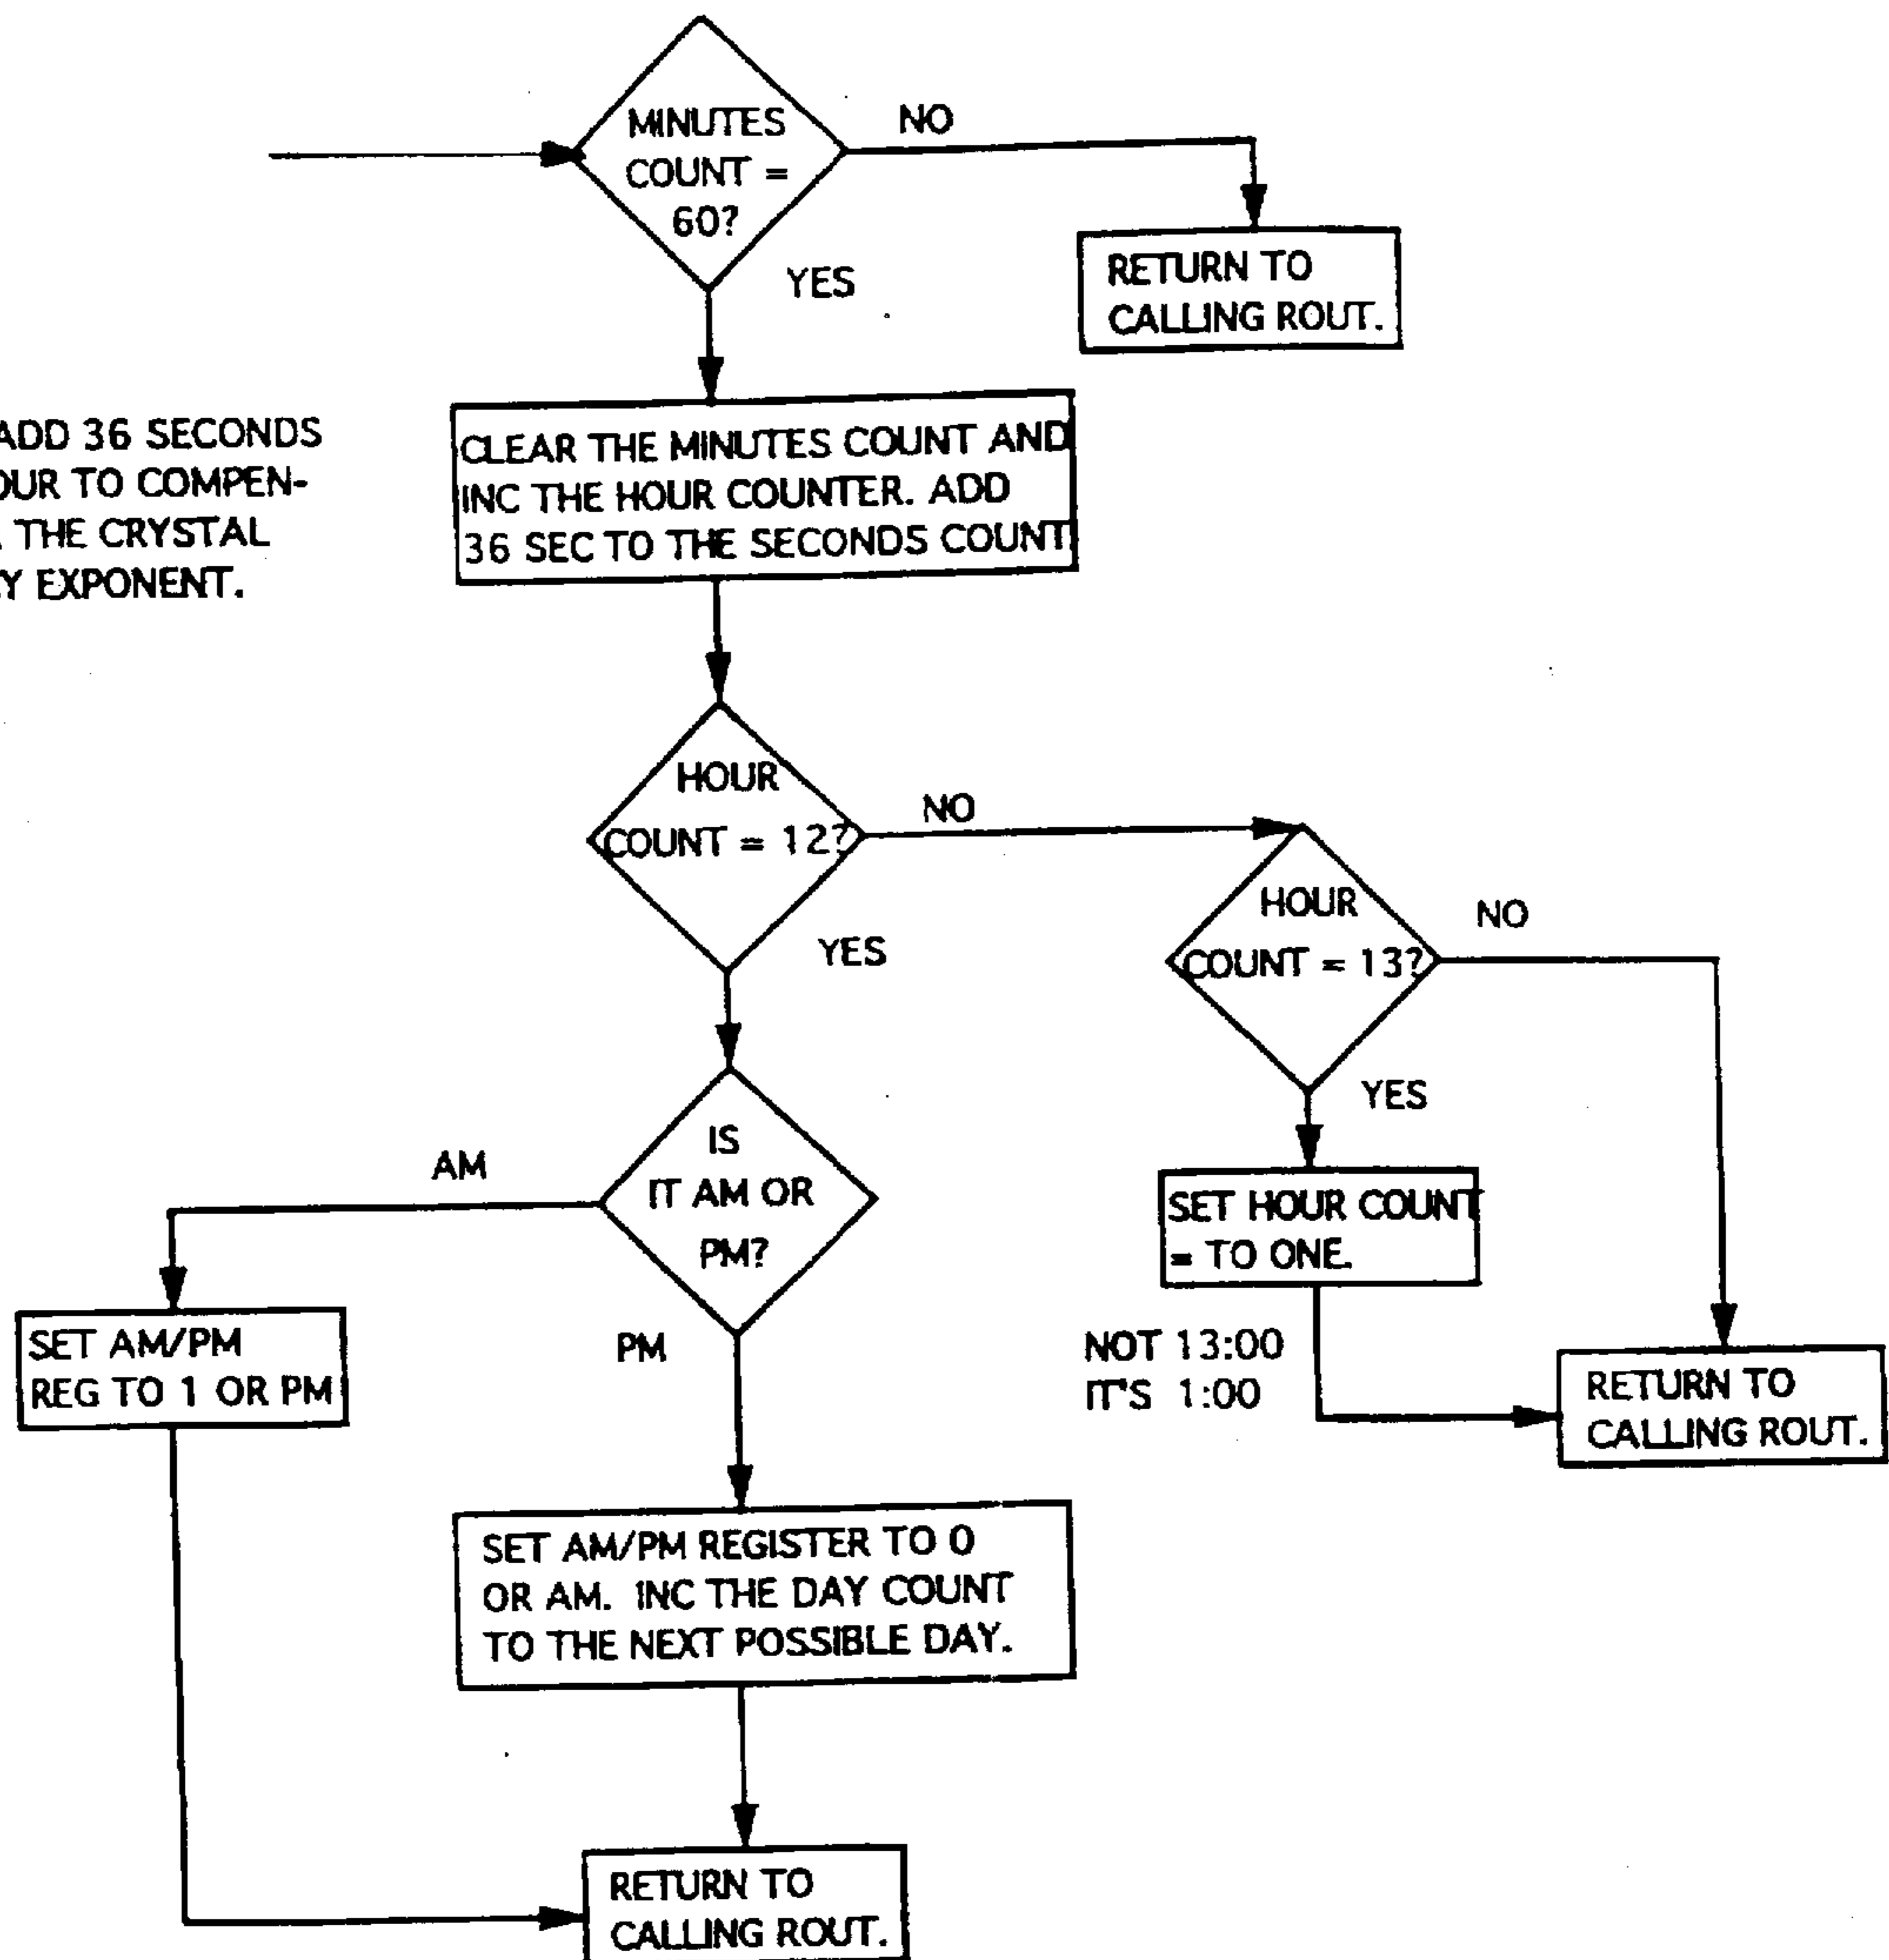 MINUTES
COUNT =
60?
NO
YES
RETURN TO
CALLING ROUT.
ADD 36 SECONDS
TO COMPEN-
THE CRYSTAL
EXPONENT.
CLEAR THE MINUTES COUNT AND
INC THE HOUR COUNTER. ADD
36 SEC TO THE SECONDS COUNT
HOUR
COUNT = 12?
NO
YES
HOUR
COUNT = 13?
NO
YES
IS
IT AM OR
PM?
AM
PM
SET HOUR COUNT
= TO ONE.
NOT 13:00
IT'S 1:00
RETURN TO
CALLING ROUT.
SET AM/PM
REG TO 1 OR PM
SET AM/PM REGISTER TO 0
OR AM. INC THE DAY COUNT
TO THE NEXT POSSIBLE DAY.
RETURN TO
CALLING ROUT.